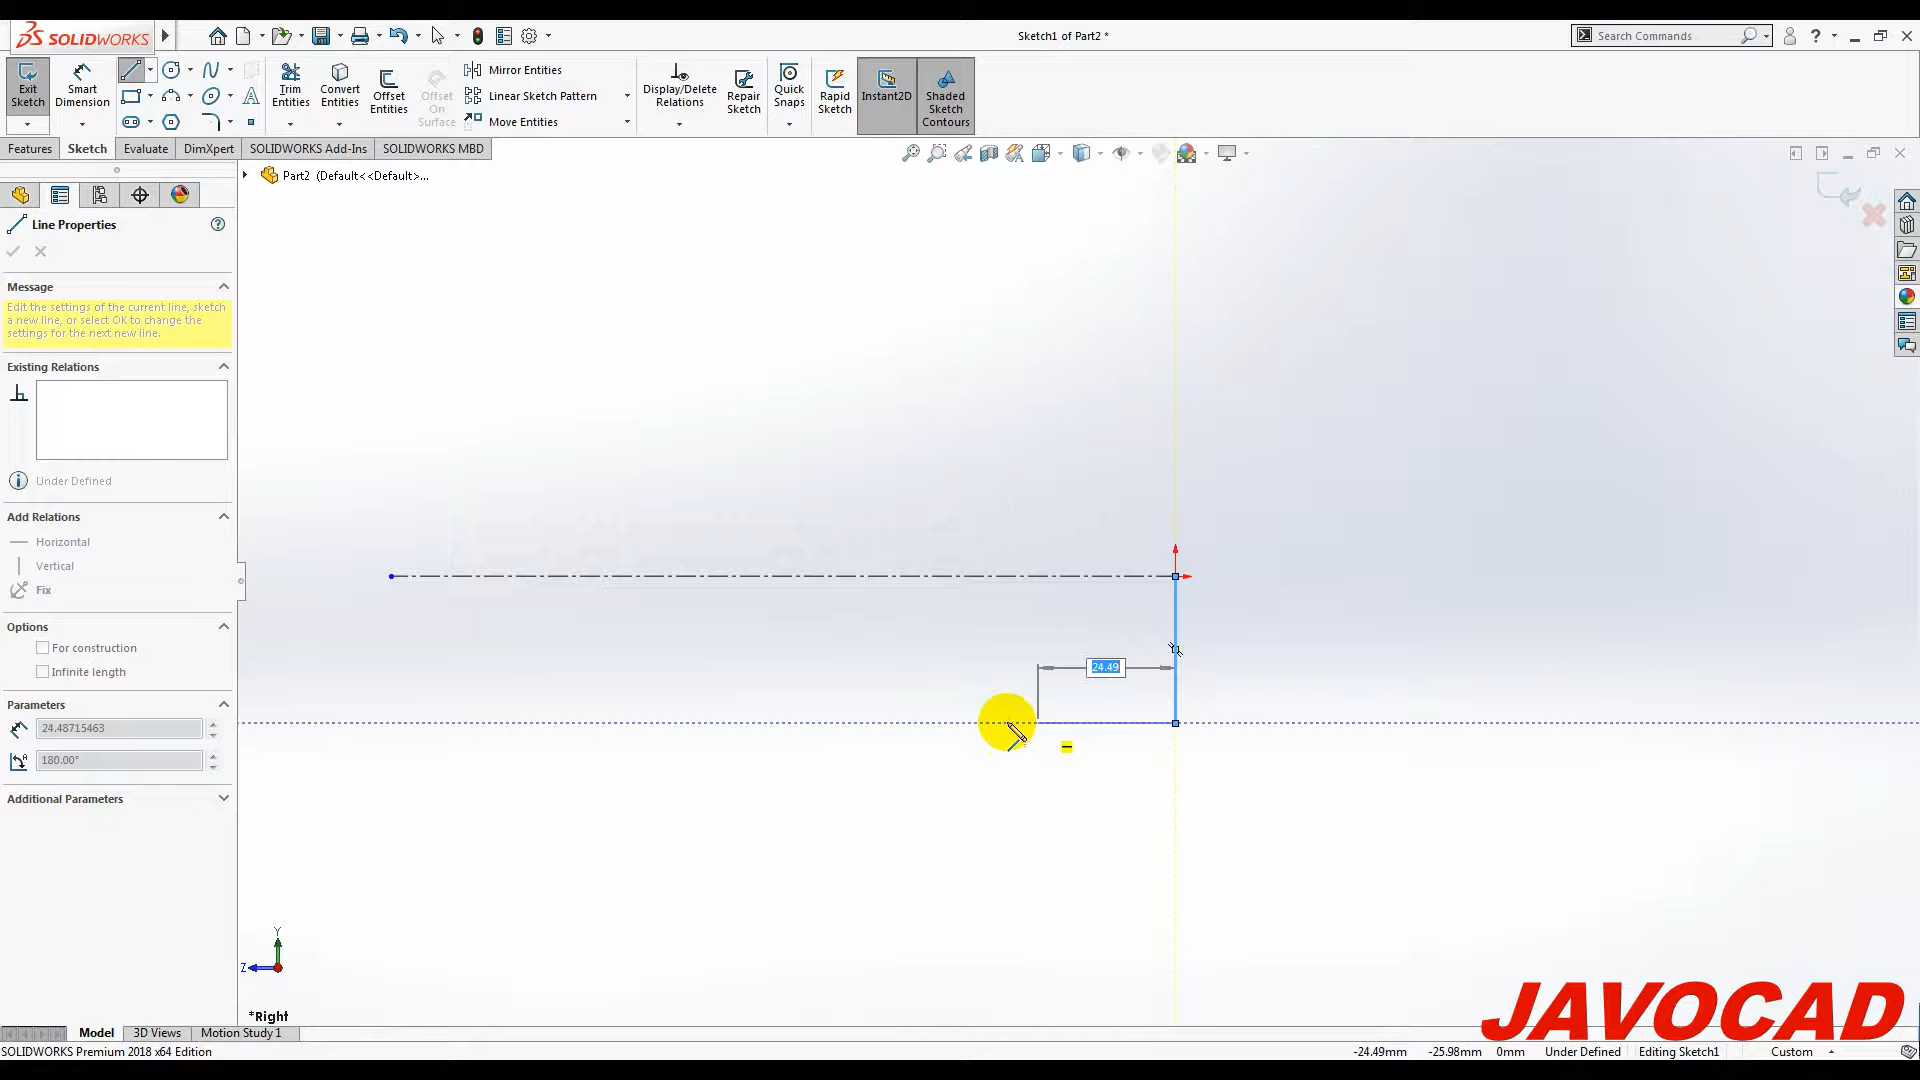 SOLIDWORKS
Sketch1 of Part2 *
Search Commands
?
Exit Sketch
Smart Dimension
Trim Entities
Convert Entities
Offset Entities
Offset On Surface
Mirror Entities
Linear Sketch Pattern
Move Entities
Display/Delete Relations
Repair Sketch
Quick Snaps
Rapid Sketch
Instant2D
Shaded Sketch Contours
Features
Sketch
Evaluate
DimXpert
SOLIDWORKS Add-Ins
SOLIDWORKS MBD
Part2 (Default<<Default>...
Line Properties
?
Message
Edit the settings of the current line, sketch
a new line, or select OK to change the
settings for the next new line.
Existing Relations
Under Defined
Add Relations
Horizontal
Vertical
Fix
Options
For construction
Infinite length
Parameters
24.48715463
180.00°
Additional Parameters
24.49
Y
Z
*Right
JAVOCAD
Model
3D Views
Motion Study 1
SOLIDWORKS Premium 2018 x64 Edition
-24.49mm
-25.98mm
0mm
Under Defined
Editing Sketch1
Custom